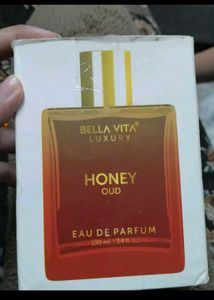 BELLA VITA®
LUXURY
HONEY
OUD
EAU DE PARFUM
100 ml | 3.4 fl oz